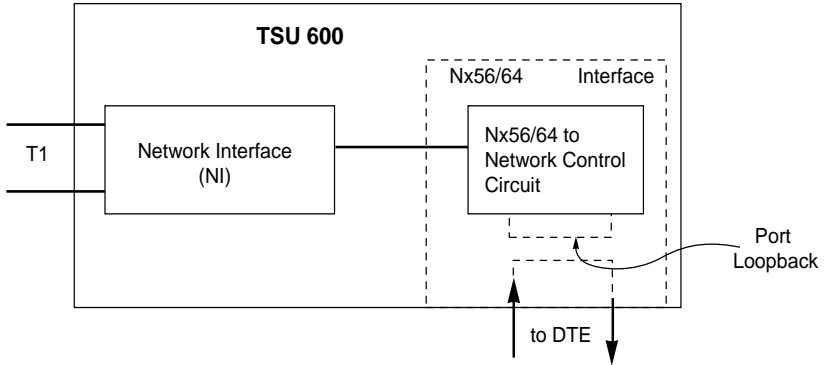 TSU 600
Nx56/64 Interface
T1
Network Interface
(NI)
Nx56/64 to
Network Control
Circuit
Port
Loopback
to DTE